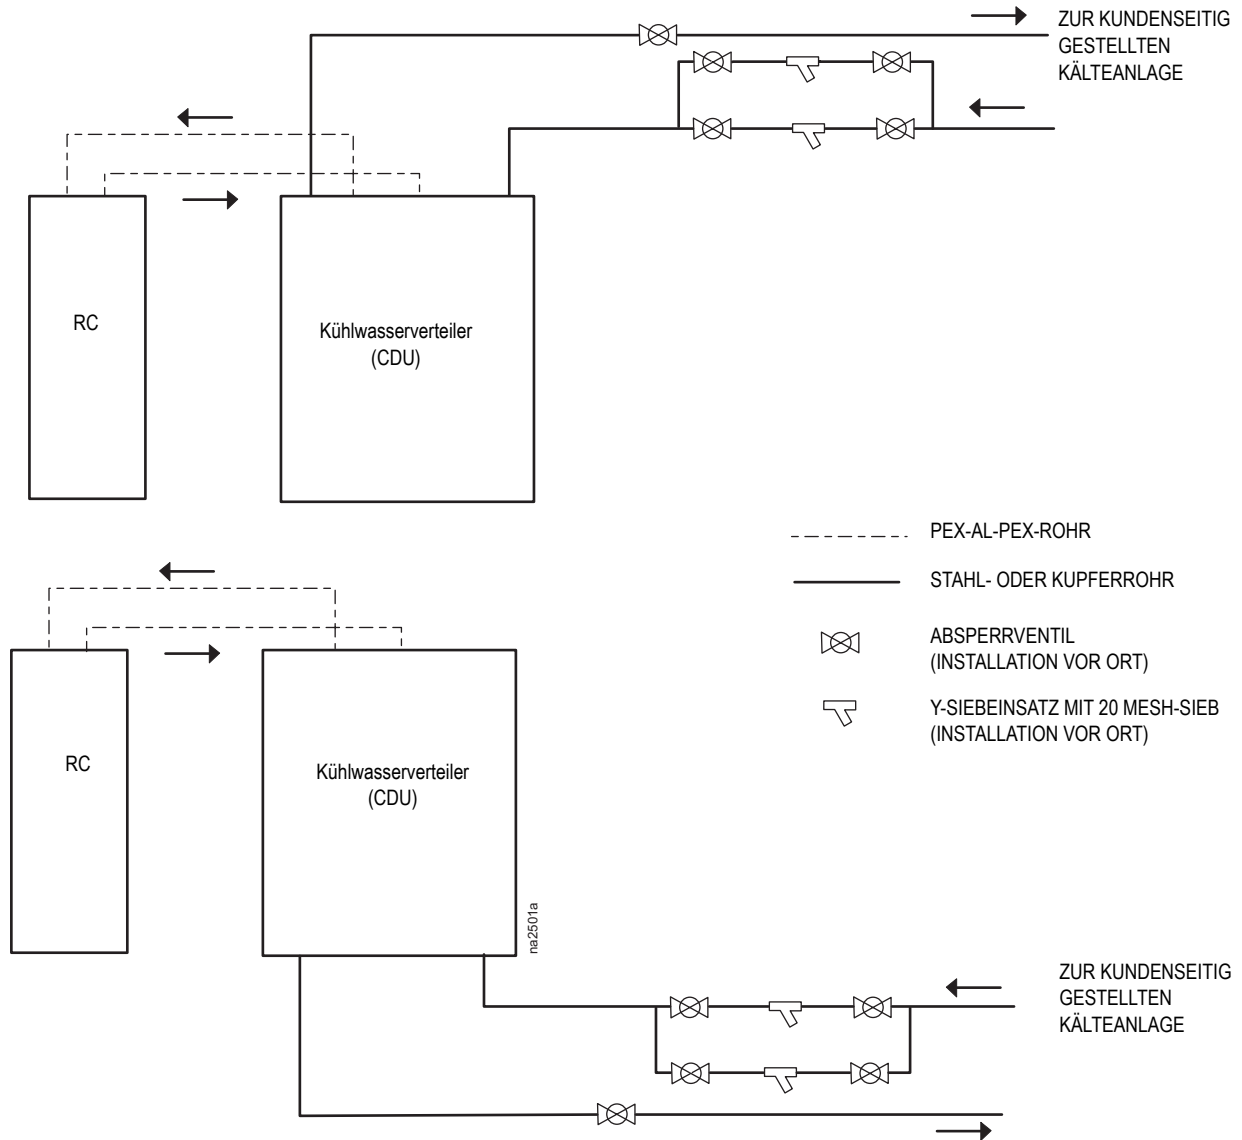 ZUR KUNDENSEITIG
GESTELLTEN
KÄLTEANLAGE
RC
Kühlwasserverteiler
(CDU)
PEX-AL-PEX-ROHR
STAHL- ODER KUPFERROHR
ABSPERRVENTIL
(INSTALLATION VOR ORT)
Y-SIEBEINSATZ MIT 20 MESH-SIEB
(INSTALLATION VOR ORT)
RC
Kühlwasserverteiler
(CDU)
na2501a
ZUR KUNDENSEITIG
GESTELLTEN
KÄLTEANLAGE